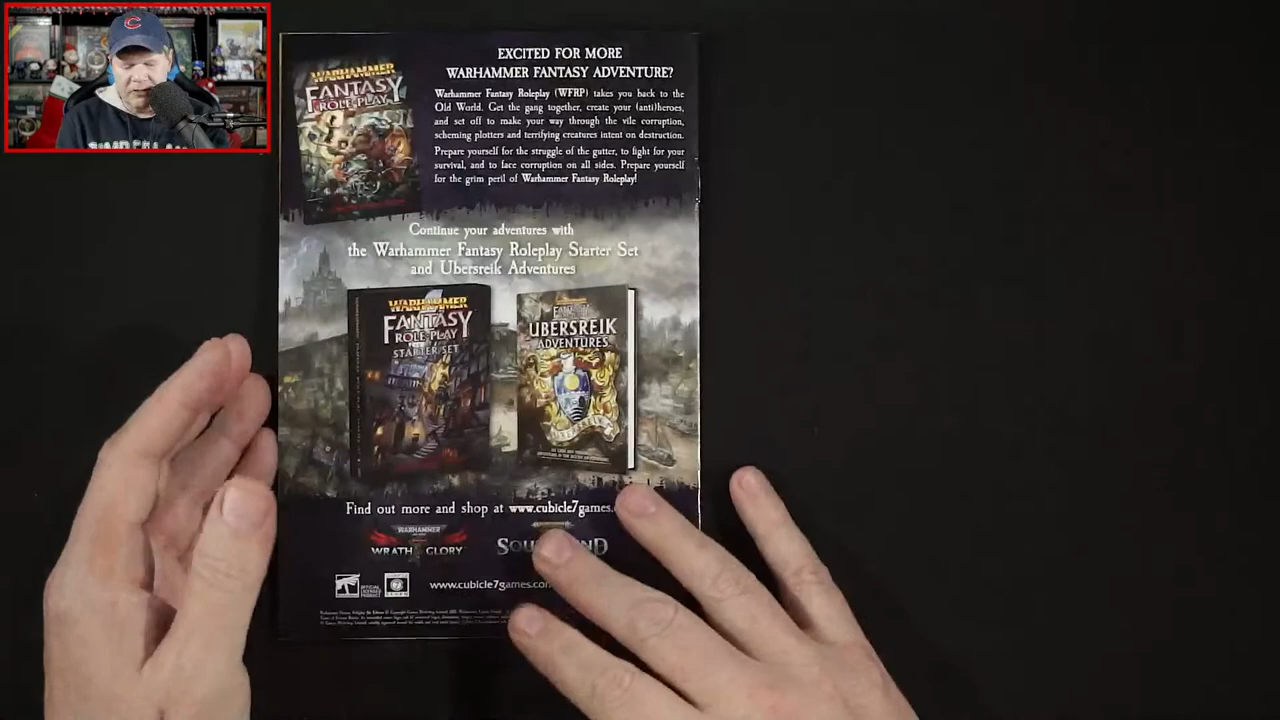 EXCITED FOR MORE
WARHAMMER FANTASY ADVENTURE?
Warhammer Fantasy Roleplay (WFRP) takes you back to the
Old World. Get the gang together, create your (anti)heroes,
and set off to make your way through the vile corruption,
scheming plotters and terrifying creatures intent on destruction.
Prepare yourself for the struggle of the gutter, to fight for your
survival, and to face corruption on all sides. Prepare yourself
for the grim peril of Warhammer Fantasy Roleplay!
WARHAMMER
FANTASY
ROLE-PLAY
Continue your adventures with
the Warhammer Fantasy Roleplay Starter Set
and Ubersreik Adventures
WARHAMMER
FANTASY
ROLE-PLAY
STARTER SET
UBERSREIK
ADVENTURES
Find out more and shop at www.cubicle7games.
WARHAMMER
WRATH & GLORY
OFFICIAL
LICENSED
PRODUCT
www.cubicle7games.com